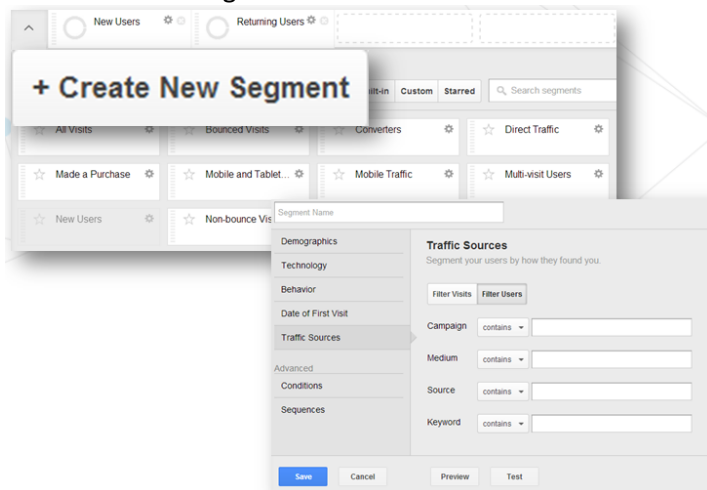 New Users
Returning Users
+ Create New Segment
Custom
Starred
Search segments
All Visits
Bounced Visits
Converters
Direct Traffic
Made a Purchase
Mobile and Tablet...
Mobile Traffic
Multi-visit Users
New Users
Non-bounce Vis
Segment Name
Demographics
Technology
Behavior
Date of First Visit
Traffic Sources
Advanced
Conditions
Sequences
Traffic Sources
Segment your users by how they found you.
Filter Visits
Filter Users
Campaign contains
Medium contains
Source contains
Keyword contains
Save
Cancel
Preview
Test